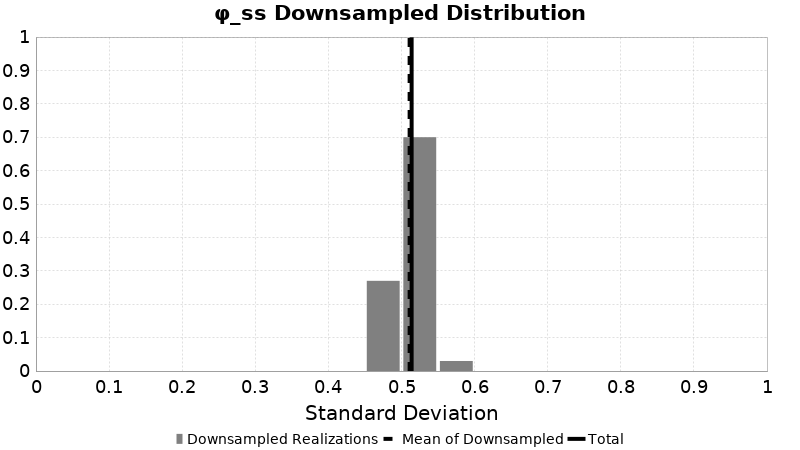 φ_ss Downsampled Distribution
1
0.9
0.8
0.7
0.6
0.5
0.4
0.3
0.2
0.1
0
0 0.1 0.2 0.3 0.4 0.5 0.6 0.7 0.8 0.9 1
Standard Deviation
Downsampled Realizations Mean of Downsampled Total